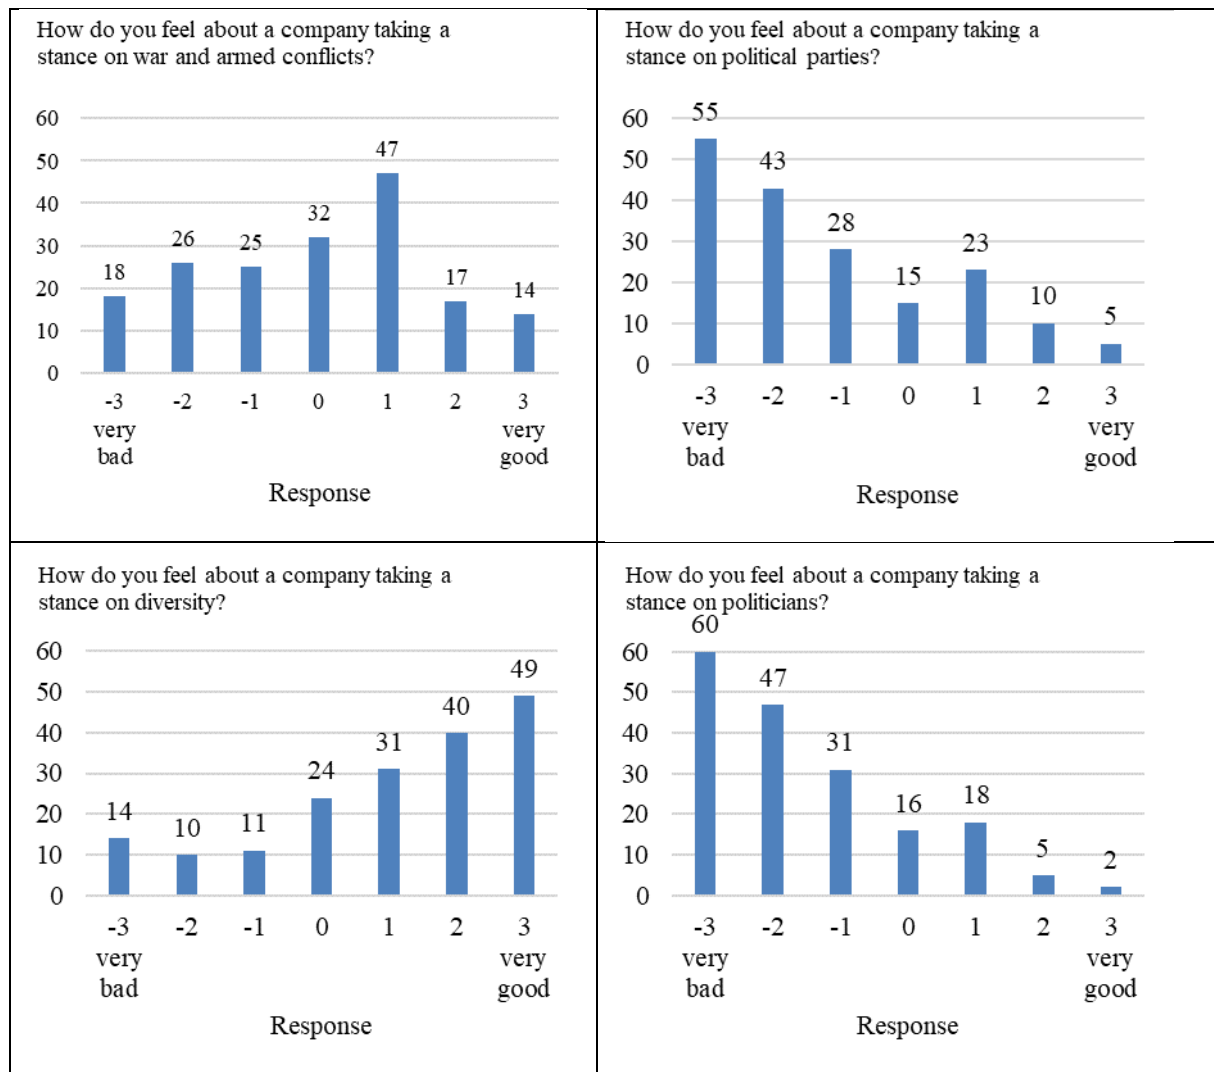 How do you feel about a company taking a
stance on war and armed conflicts?
60
50
40
30
20
10
0
18
26
25
32
47
17
14
-3 -2 -1 0 1 2 3
very very
bad good
Response
How do you feel about a company taking a
stance on political parties?
60
50
40
30
20
10
0
55
43
28
15
23
10
5
-3 -2 -1 0 1 2 3
very very
bad good
Response
How do you feel about a company taking a
stance on diversity?
60
50
40
30
20
10
0
14
10
11
24
31
40
49
-3 -2 -1 0 1 2 3
very very
bad good
Response
How do you feel about a company taking a
stance on politicians?
60
50
40
30
20
10
0
60
47
31
16
18
5
2
-3 -2 -1 0 1 2 3
very very
bad good
Response